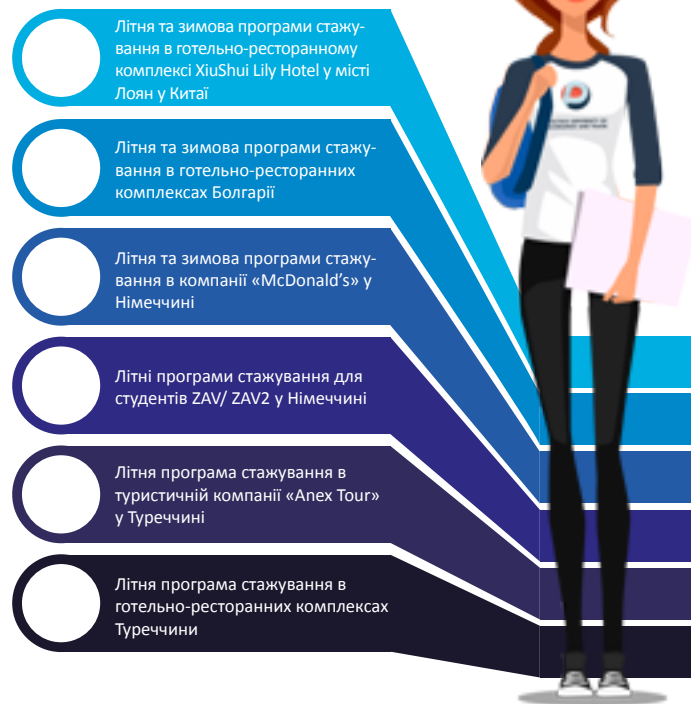 Літня та зимова програми стажу-
вання в готельно-ресторанному
комплексі XiuShui Lily Hotel у місті
Лоян у Китаї
Літня та зимова програми стажу-
вання в готельно-ресторанних
комплексах Болгарії
Літня та зимова програми стажу-
вання в компанії «McDonald’s» у
Німеччині
Літні програми стажування для
студентів ZAV/ ZAV2 у Німеччині
Літня програма стажування в
туристичній компанії «Anex Tour»
у Туреччині
Літня програма стажування в
готельно-ресторанних комплексах
Туреччини